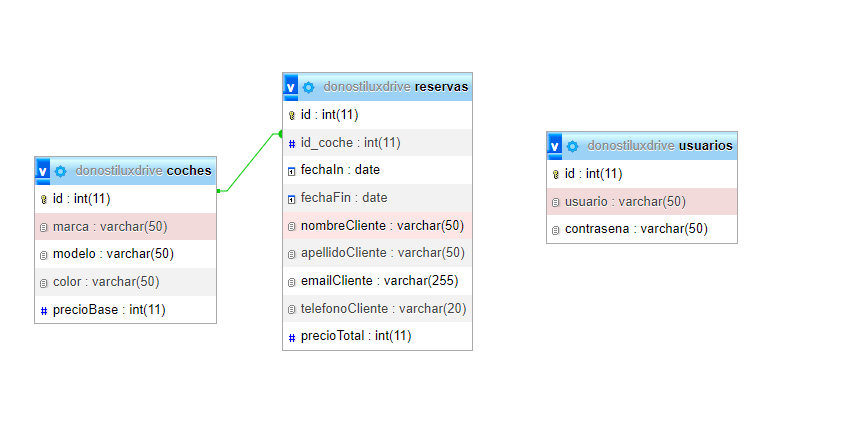 v donostiluxdrive coches
id : int(11)
marca : varchar(50)
modelo : varchar(50)
color : varchar(50)
# precioBase : int(11)
v donostiluxdrive reservas
id : int(11)
# id_coche : int(11)
fechaIn : date
fechaFin : date
nombreCliente : varchar(50)
apellidoCliente : varchar(50)
emailCliente : varchar(255)
telefonoCliente : varchar(20)
# precioTotal : int(11)
v donostiluxdrive usuarios
id : int(11)
usuario : varchar(50)
contrasena : varchar(50)